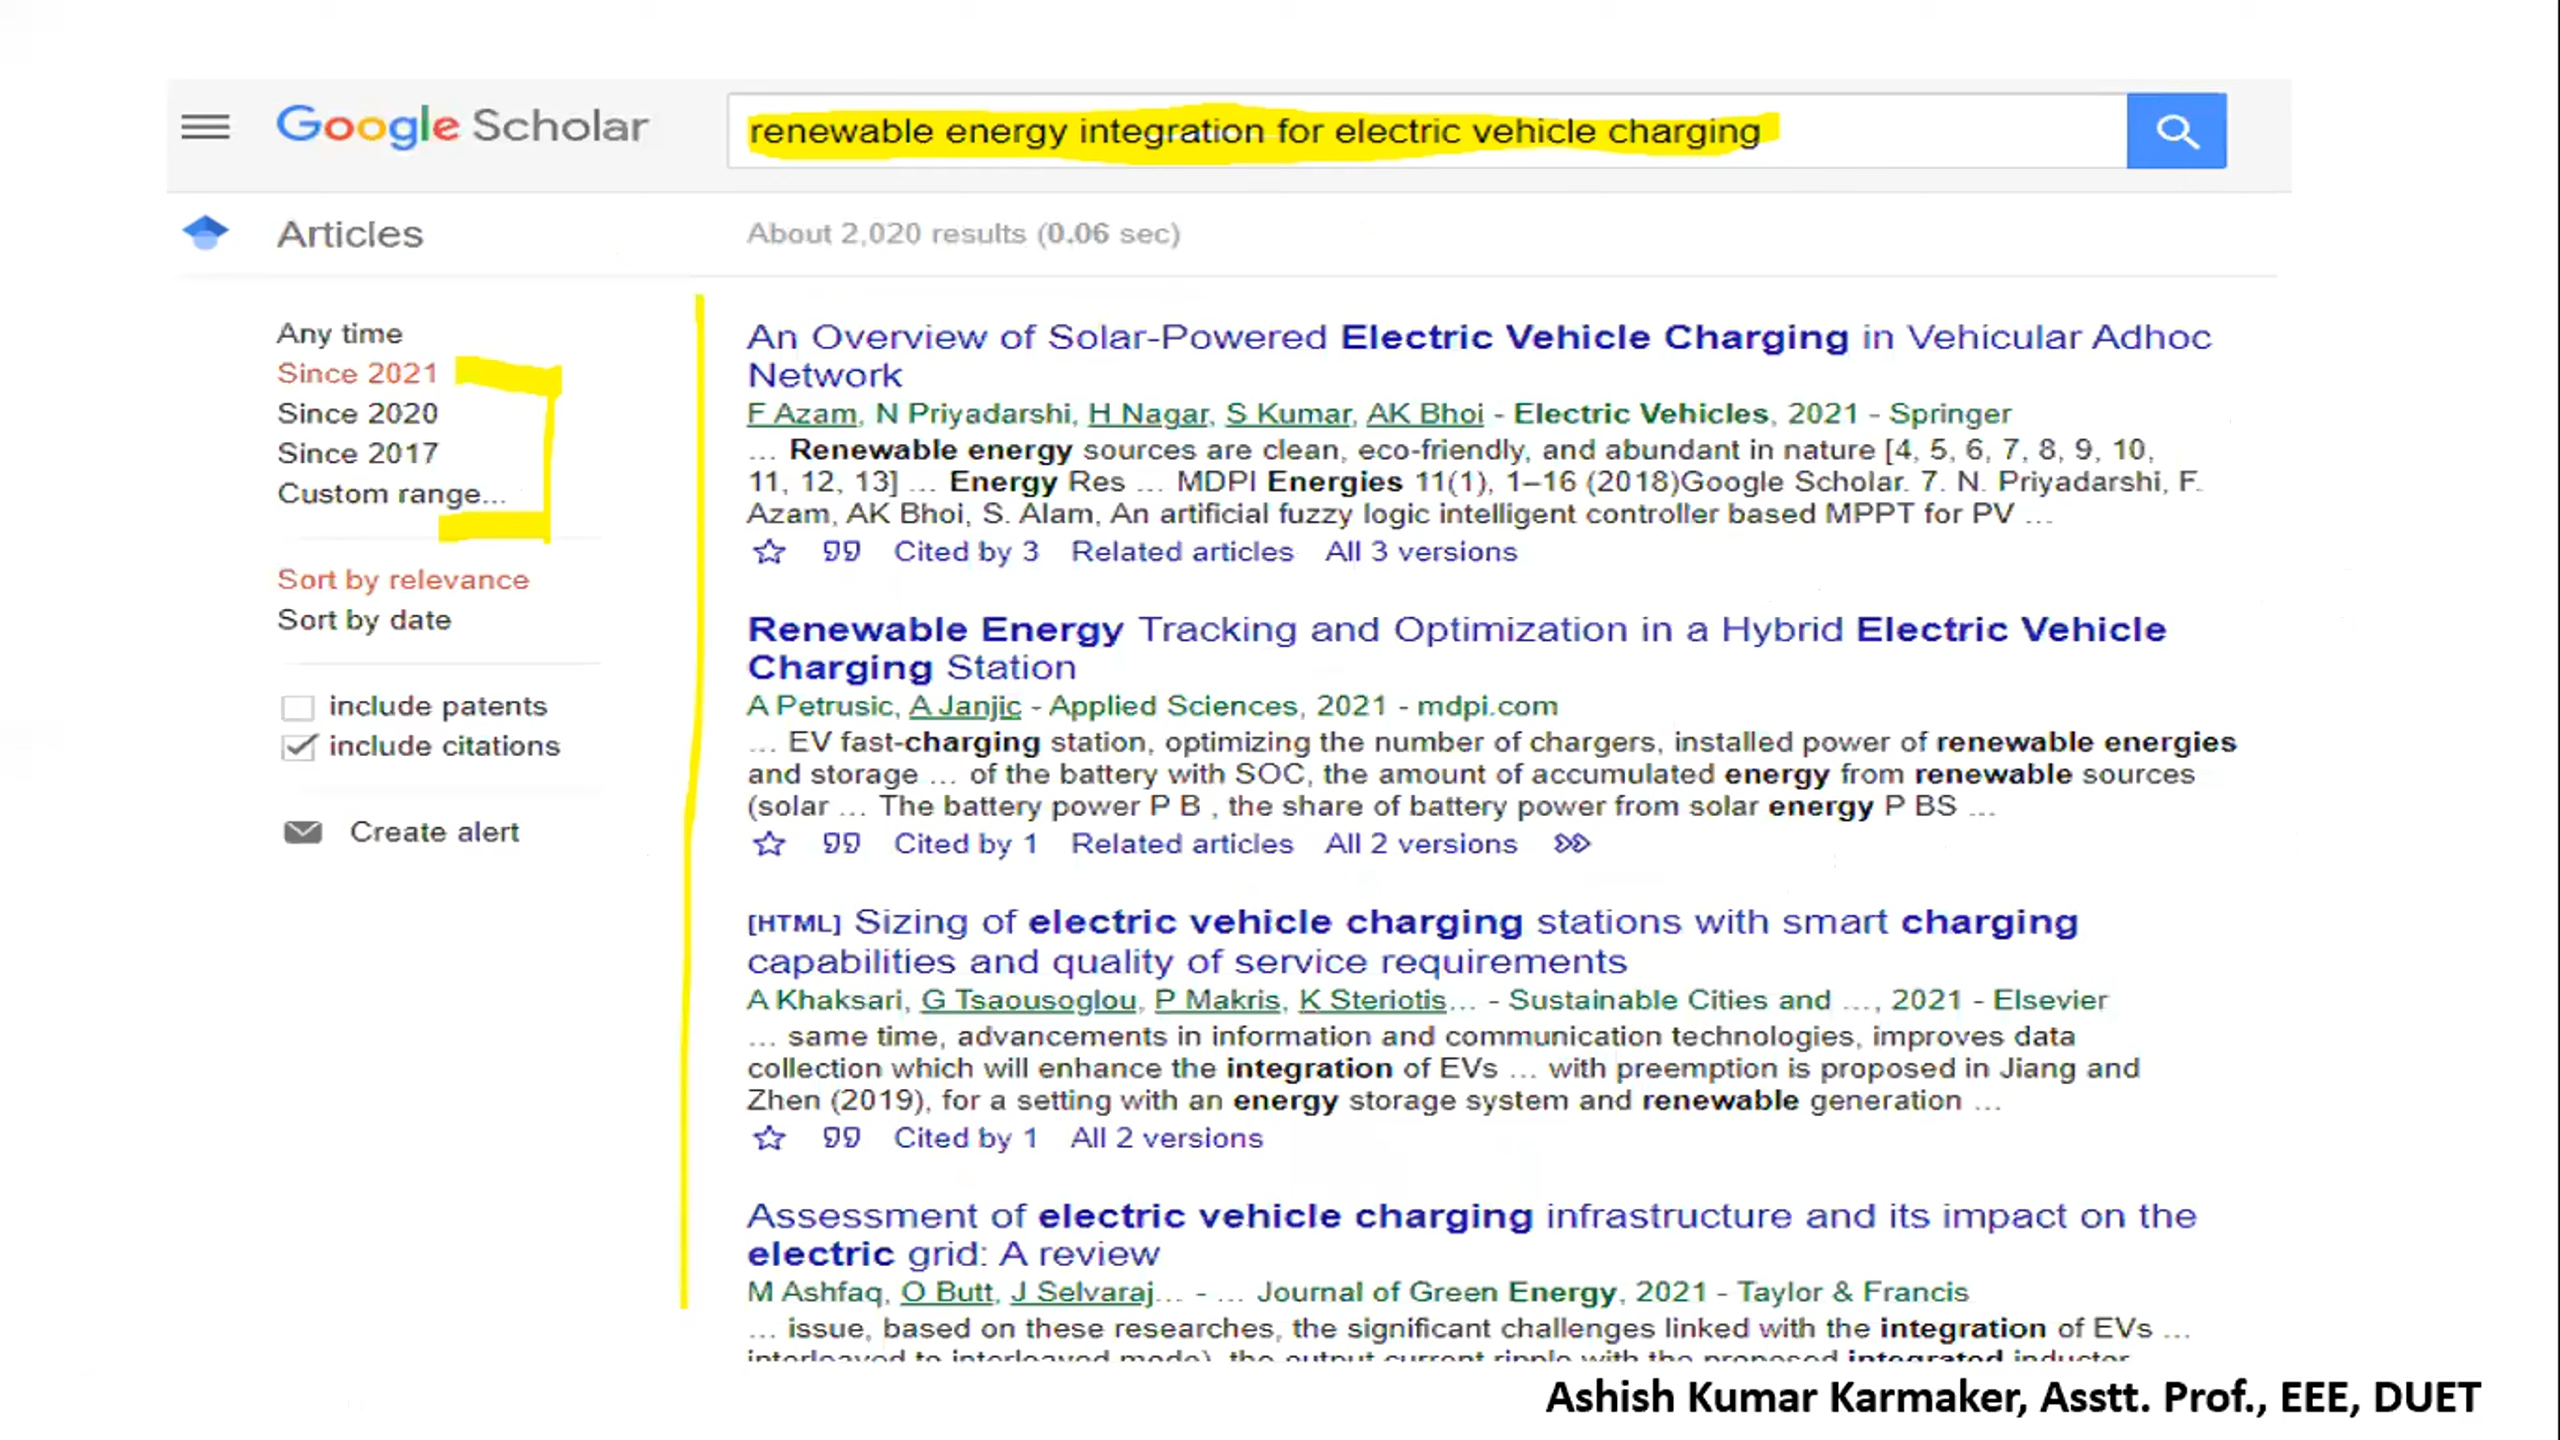 Google Scholar
renewable energy integration for electric vehicle charging
Articles
About 2,020 results (0.06 sec)
Any time
Since 2021
Since 2020
Since 2017
Custom range...
Sort by relevance
Sort by date
include patents
include citations
Create alert
An Overview of Solar-Powered Electric Vehicle Charging in Vehicular Adhoc
Network
F Azam, N Priyadarshi, H Nagar, S Kumar, AK Bhoi - Electric Vehicles, 2021 - Springer
... Renewable energy sources are clean, eco-friendly, and abundant in nature [4, 5, 6, 7, 8, 9, 10,
11, 12, 13] ... Energy Res ... MDPI Energies 11(1), 1–16 (2018)Google Scholar. 7. N. Priyadarshi, F.
Azam, AK Bhoi, S. Alam, An artificial fuzzy logic intelligent controller based MPPT for PV ...
Cited by 3 Related articles All 3 versions
Renewable Energy Tracking and Optimization in a Hybrid Electric Vehicle
Charging Station
A Petrusic, A Janjic - Applied Sciences, 2021 - mdpi.com
... EV fast-charging station, optimizing the number of chargers, installed power of renewable energies
and storage ... of the battery with SOC, the amount of accumulated energy from renewable sources
(solar ... The battery power P B , the share of battery power from solar energy P BS ...
Cited by 1 Related articles All 2 versions
[HTML] Sizing of electric vehicle charging stations with smart charging
capabilities and quality of service requirements
A Khaksari, G Tsaousoglou, P Makris, K Steriotis... - Sustainable Cities and ..., 2021 - Elsevier
... same time, advancements in information and communication technologies, improves data
collection which will enhance the integration of EVs ... with preemption is proposed in Jiang and
Zhen (2019), for a setting with an energy storage system and renewable generation ...
Cited by 1 All 2 versions
Assessment of electric vehicle charging infrastructure and its impact on the
electric grid: A review
M Ashfaq, O Butt, J Selvaraj... - ... Journal of Green Energy, 2021 - Taylor & Francis
... issue, based on these researches, the significant challenges linked with the integration of EVs ...
interleaved to interleaved mode), the output current ripple with the proposed integrated inductor
Ashish Kumar Karmaker, Asstt. Prof., EEE, DUET